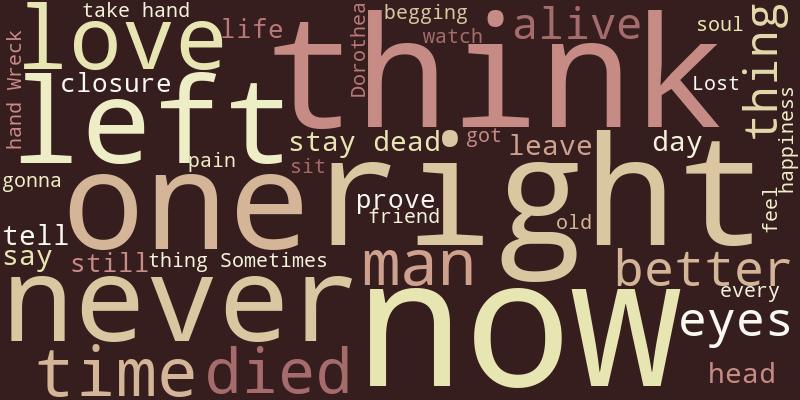 take hand
love
life
Dorothea
begging
watch
alive
soul
thing
hand Wreck
closure
think
Lost
left
happiness
stay dead
got
leave
day
pain
sit
gonna
one
right
prove
friend
old
feel
tell
say
still
thing Sometimes
man
better
every
never
now
eyes
time
died
head